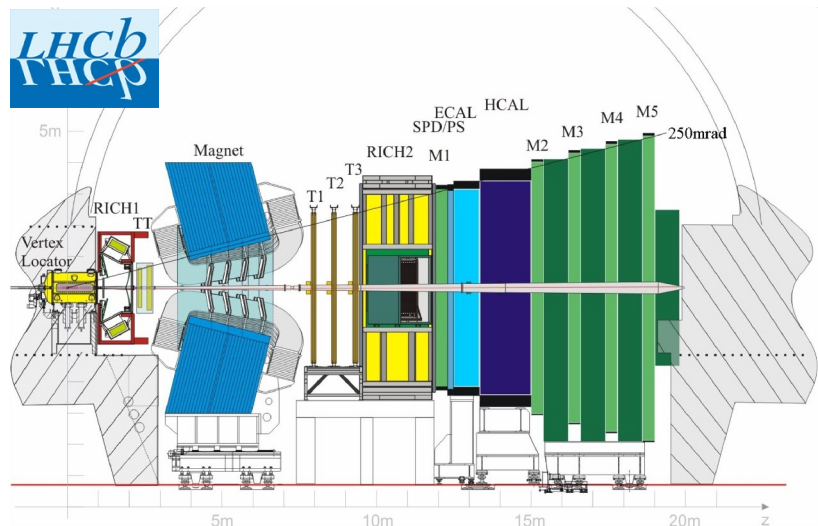 LHCb
LHCb
5m
ECAL
HCAL
SPD/PS
M1
M2
M3
M4
M5
250mrad
Magnet
RICH2
T1
T2
T3
RICH1
TT
Vertex
Locator
5m
10m
15m
20m
z